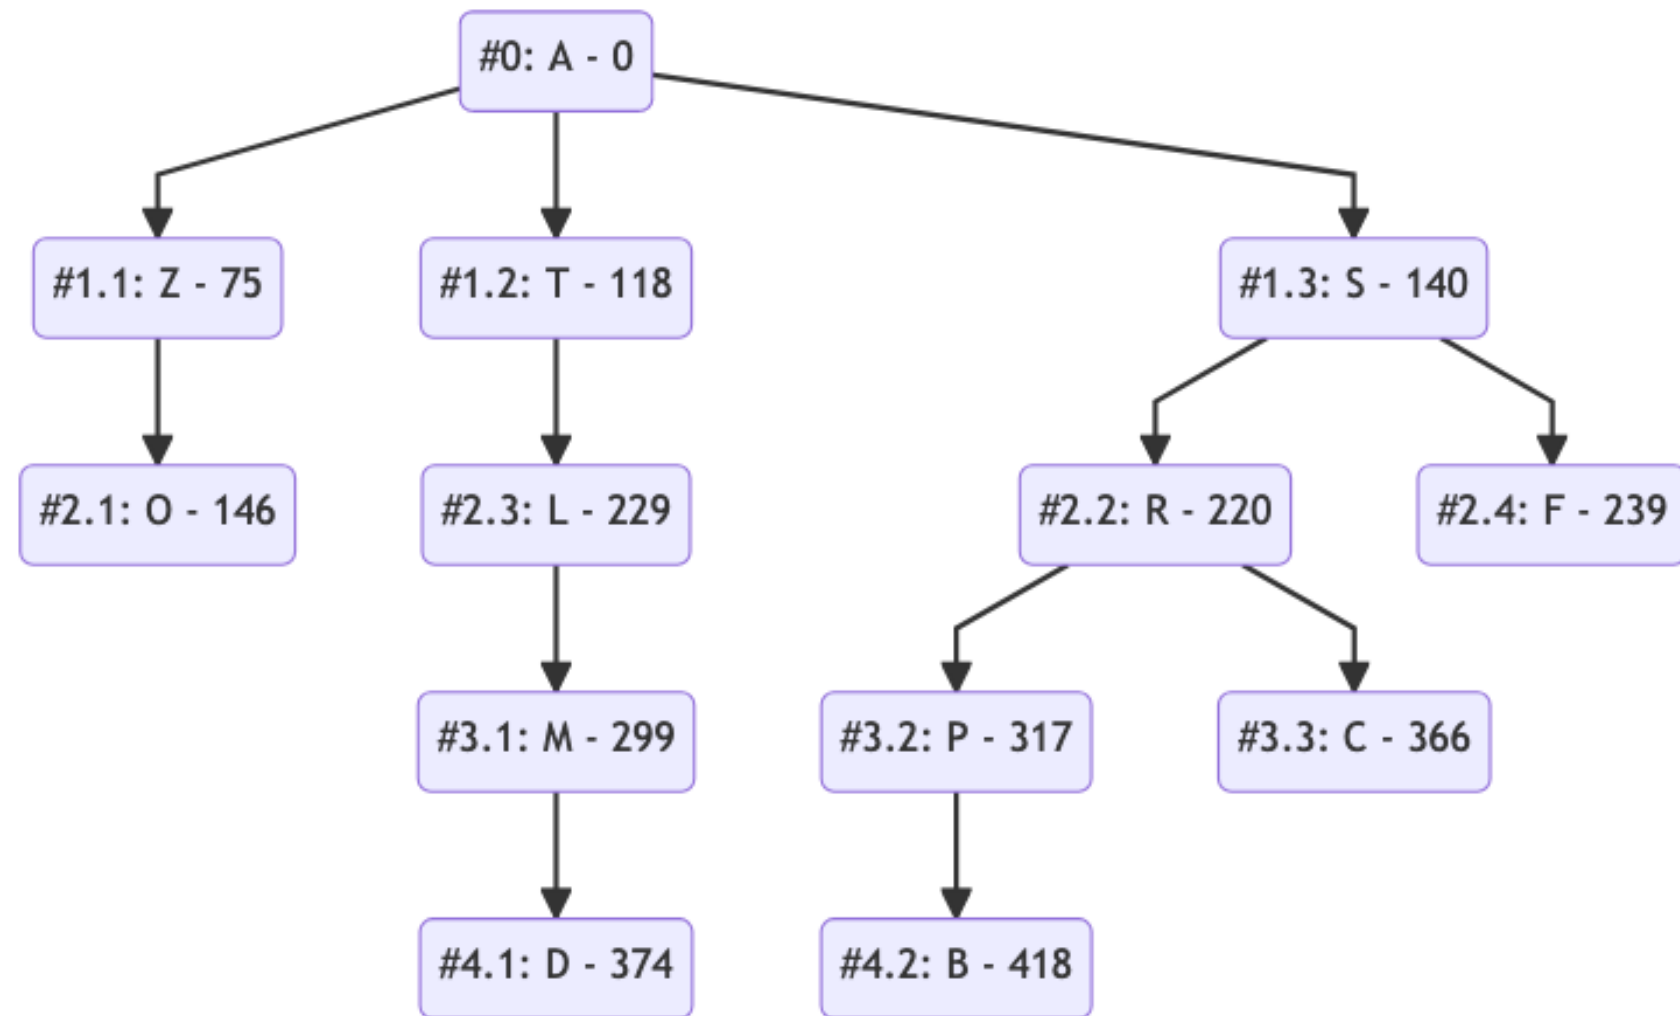 #0: A - 0
#1.1: Z - 75
#1.2: T - 118
#1.3: S - 140
#2.1: O - 146
#2.3: L - 229
#2.2: R - 220
#2.4: F - 239
#3.1: M - 299
#3.2: P - 317
#3.3: C - 366
#4.1: D - 374
#4.2: B - 418